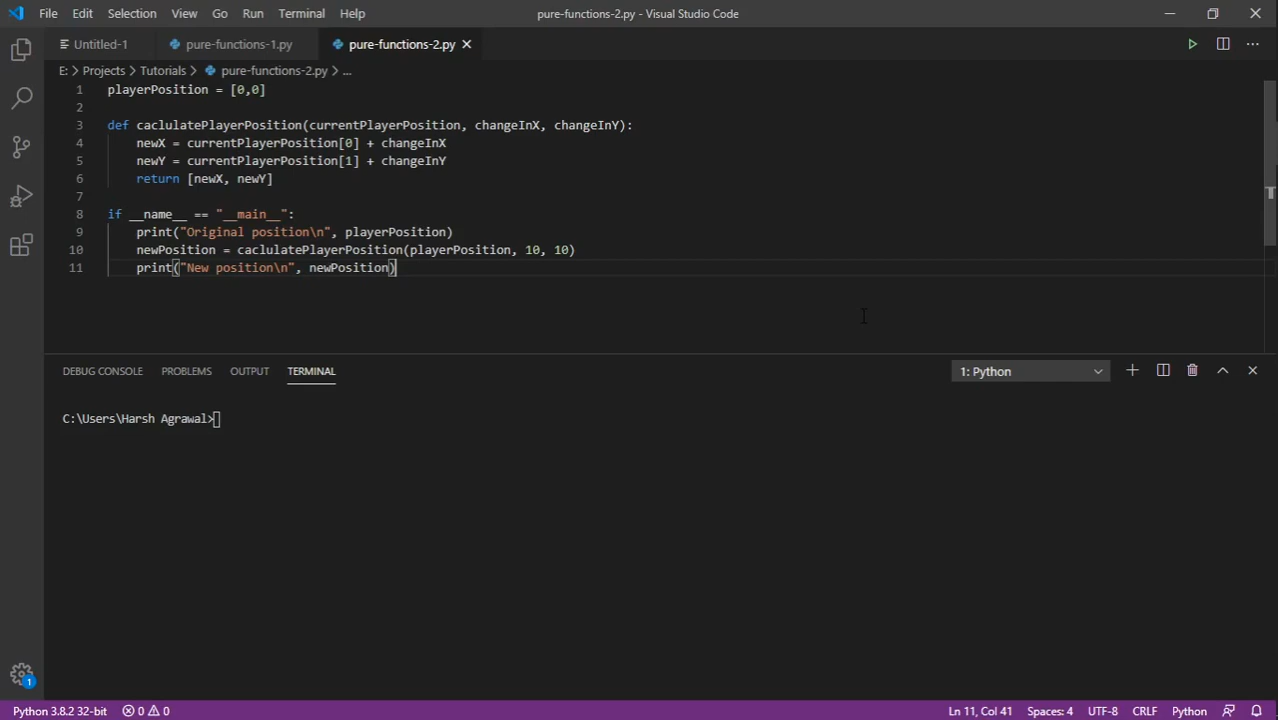 File Edit Selection View Go Run Terminal Help pure-functions-2.py - Visual Studio Code
Untitled-1 pure-functions-1.py pure-functions-2.py
E: > Projects > Tutorials > pure-functions-2.py > ...
1 playerPosition = [0,0]
2
3 def caclulatePlayerPosition(currentPlayerPosition, changeInX, changeInY):
4 newX = currentPlayerPosition[0] + changeInX
5 newY = currentPlayerPosition[1] + changeInY
6 return [newX, newY]
7
8 if __name__ == "__main__":
9 print("Original position\n", playerPosition)
10 newPosition = caclulatePlayerPosition(playerPosition, 10, 10)
11 print("New position\n", newPosition)
DEBUG CONSOLE PROBLEMS OUTPUT TERMINAL 1: Python
C:\Users\Harsh Agrawal>
1
Python 3.8.2 32-bit 0 0 Ln 11, Col 41 Spaces: 4 UTF-8 CRLF Python